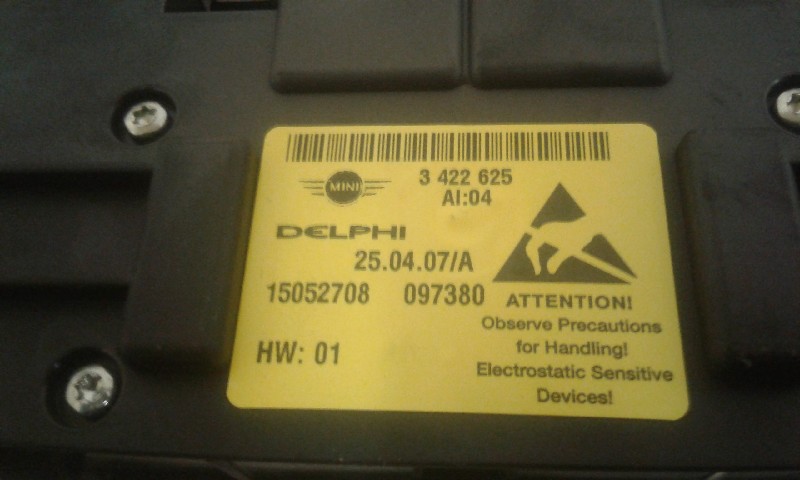 3 422 625
MINI
AI:04
DELPHI
25.04.07/A
15052708 097380
ATTENTION!
Observe Precautions
for Handling!
HW: 01
Electrostatic Sensitive
Devices!